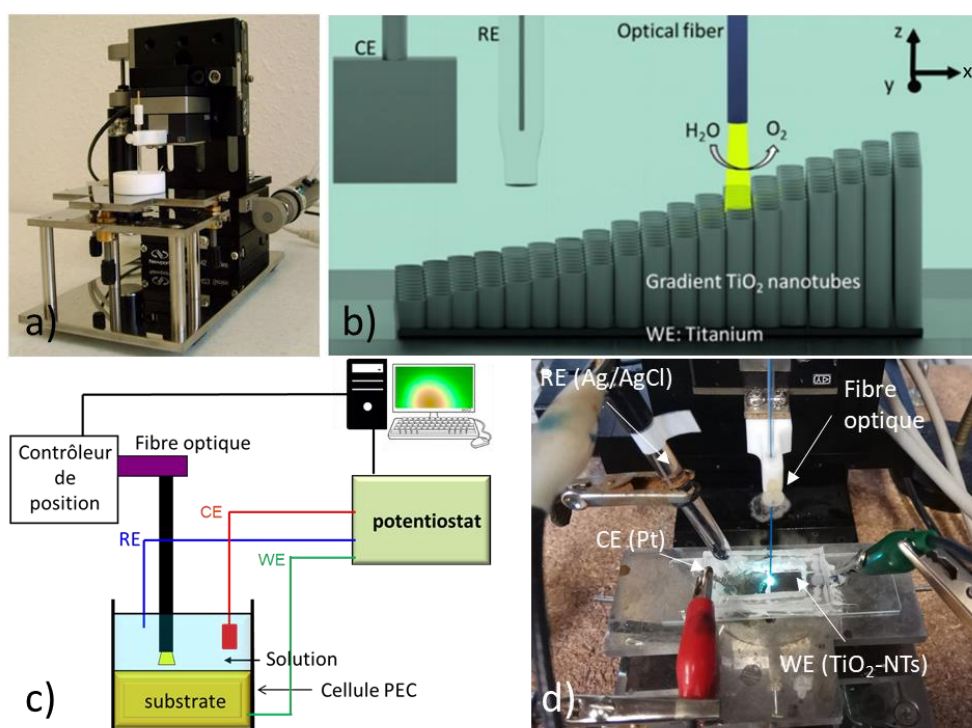 a)
CE
RE
Optical fiber
z
x
y
H₂O
O₂
Gradient TiO₂ nanotubes
WE: Titanium
b)
Contrôleur
de
position
Fibre optique
CE
RE
WE
potentiostat
Solution
substrate
Cellule PEC
c)
RE (Ag/AgCl)
Fibre
optique
CE (Pt)
WE (TiO₂-NTs)
d)